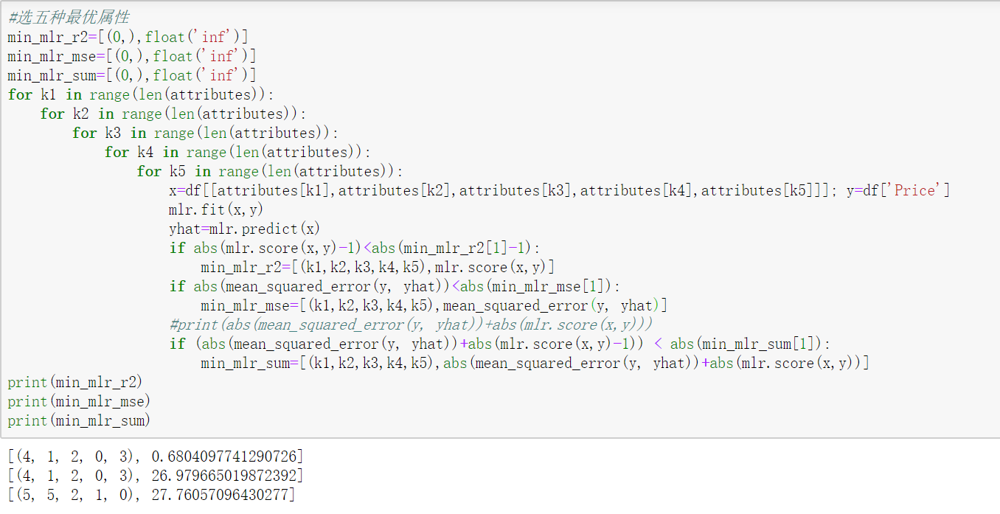 #选五种最优属性
min_mlr_r2=[(0,),float('inf')]
min_mlr_mse=[(0,),float('inf')]
min_mlr_sum=[(0,),float('inf')]
for k1 in range(len(attributes)):
    for k2 in range(len(attributes)):
        for k3 in range(len(attributes)):
            for k4 in range(len(attributes)):
                for k5 in range(len(attributes)):
                    x=df[[attributes[k1],attributes[k2],attributes[k3],attributes[k4],attributes[k5]]]; y=df['Price']
                    mlr.fit(x,y)
                    yhat=mlr.predict(x)
                    if abs(mlr.score(x,y)-1)<abs(min_mlr_r2[1]-1):
                        min_mlr_r2=[(k1,k2,k3,k4,k5),mlr.score(x,y)]
                    if abs(mean_squared_error(y, yhat))<abs(min_mlr_mse[1]):
                        min_mlr_mse=[(k1,k2,k3,k4,k5),mean_squared_error(y, yhat)]
                    #print(abs(mean_squared_error(y, yhat))+abs(mlr.score(x,y)))
                    if (abs(mean_squared_error(y, yhat))+abs(mlr.score(x,y)-1)) < abs(min_mlr_sum[1]):
                        min_mlr_sum=[(k1,k2,k3,k4,k5),abs(mean_squared_error(y, yhat))+abs(mlr.score(x,y))]
print(min_mlr_r2)
print(min_mlr_mse)
print(min_mlr_sum)
[(4, 1, 2, 0, 3), 0.6804097741290726]
[(4, 1, 2, 0, 3), 26.979665019872392]
[(5, 5, 2, 1, 0), 27.76057096430277]